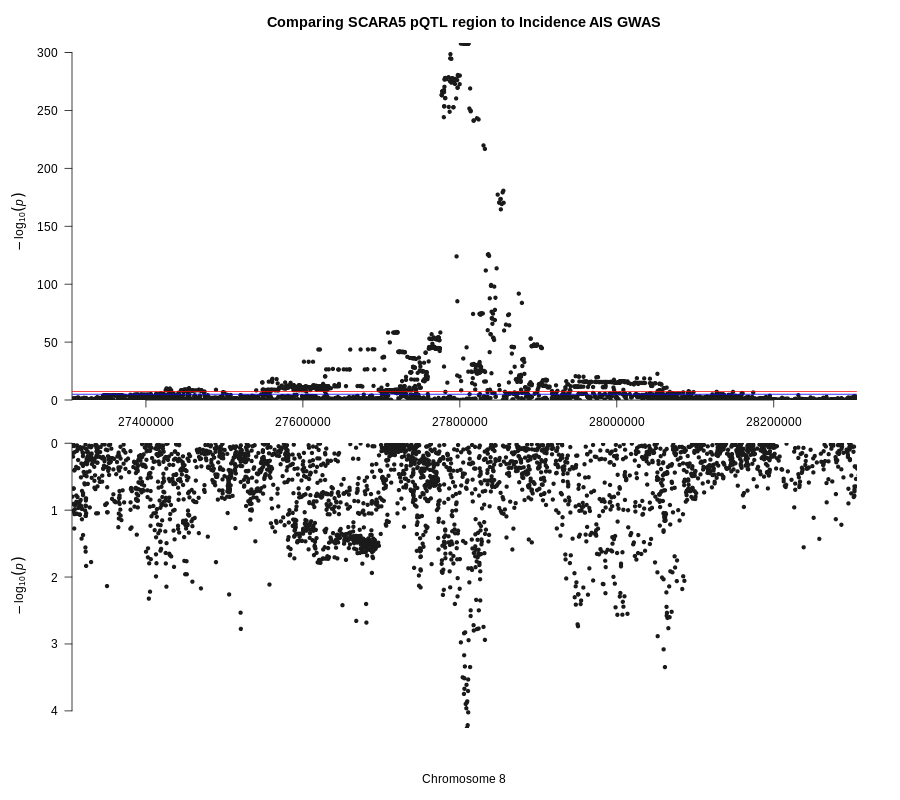 Comparing SCARA5 pQTL region to Incidence AIS GWAS
300
250
200
150
100
50
0
− log10(p)
27400000 27600000 27800000 28000000 28200000
0
1
2
3
4
− log10(p)
Chromosome 8